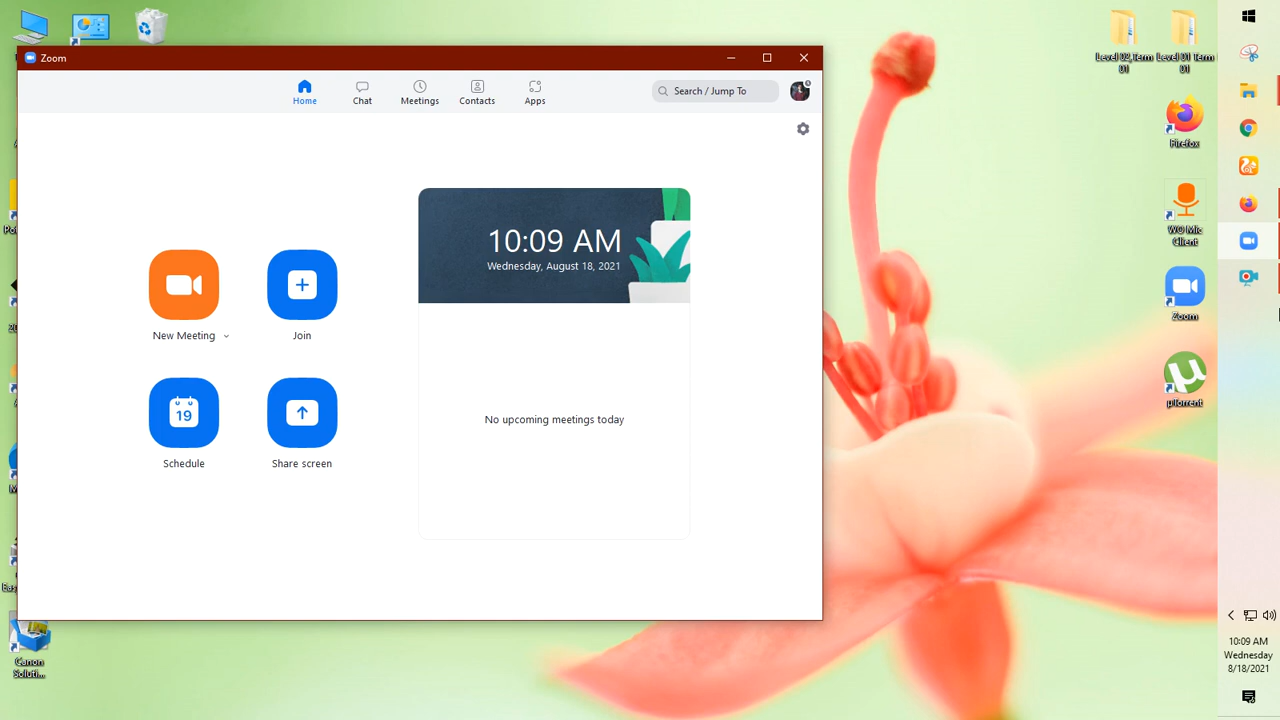 Zoom
Home
Chat
Meetings
Contacts
Apps
Search / Jump To
10:09 AM
Wednesday, August 18, 2021
New Meeting
Join
19
Schedule
Share screen
No upcoming meetings today
Canon
Soluti...
Level 02,Term
01
Level 01 Term
01
Firefox
WO Mic
Client
Zoom
µTorrent
10:09 AM
Wednesday
8/18/2021